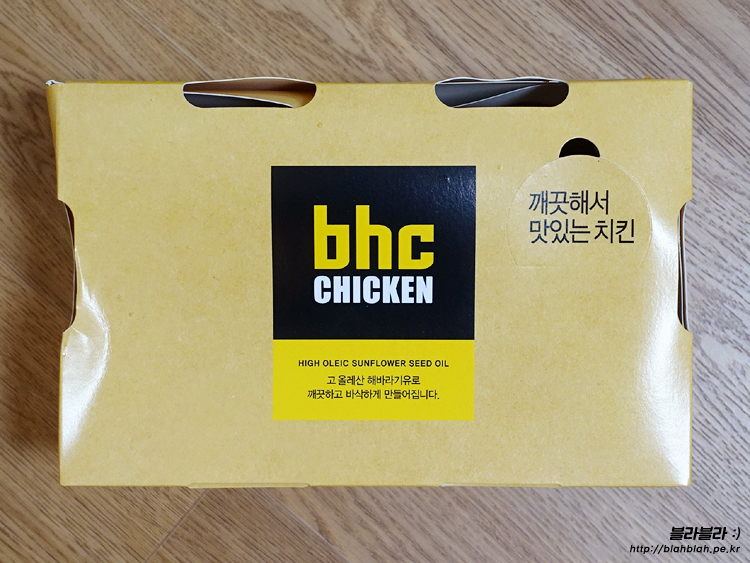 깨끗해서
맛있는 치킨
bhc
CHICKEN
HIGH OLEIC SUNFLOWER SEED OIL
고 올레산 해바라기유로
깨끗하고 바삭하게 만들어집니다.
블라블라 :)
http://blahblah.pe.kr